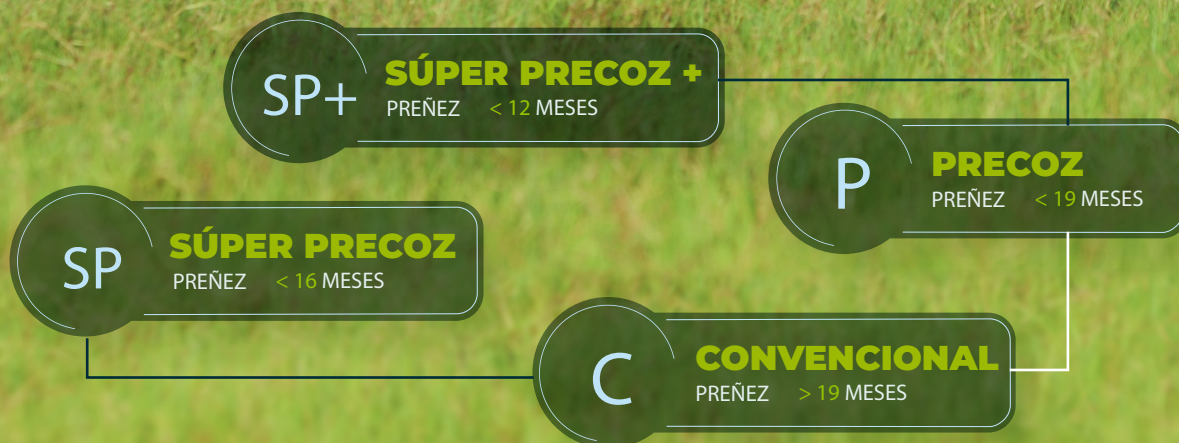 SP+
SÚPER PRECOZ +
PREÑEZ < 12 MESES
P
PRECOZ
PREÑEZ < 19 MESES
SP
SÚPER PRECOZ
PREÑEZ < 16 MESES
C
CONVENCIONAL
PREÑEZ > 19 MESES